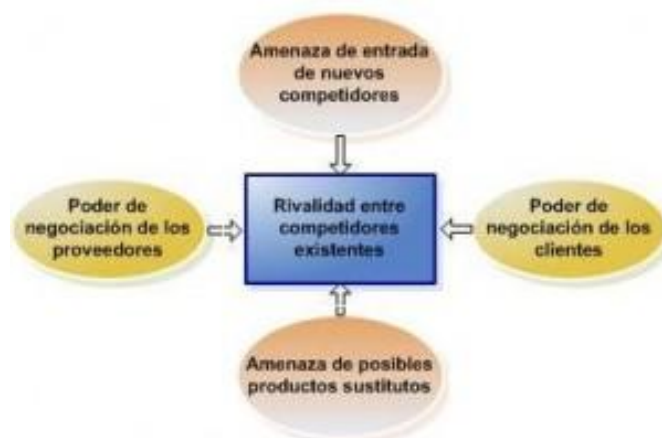 Amenaza de entrada
de nuevos
competidores
Poder de
negociación de los
proveedores
Rivalidad entre
competidores
existentes
Poder de
negociación de los
clientes
Amenaza de posibles
productos sustitutos